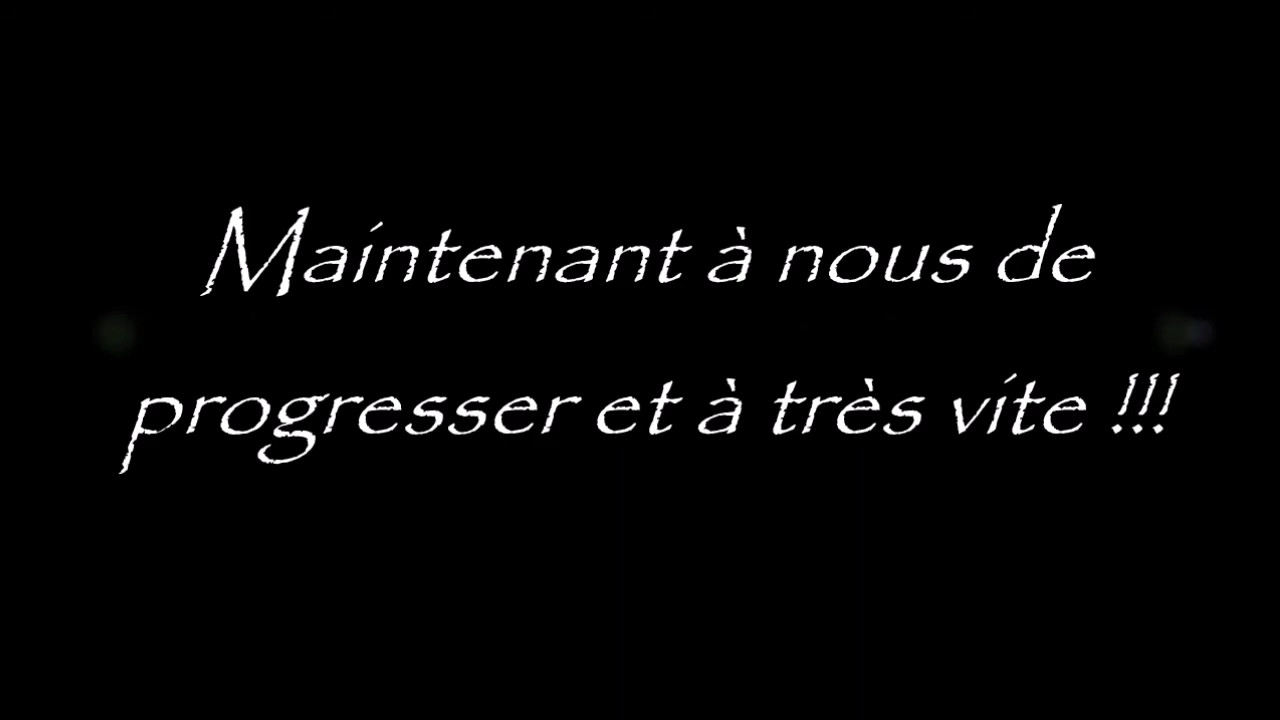 Maintenant à nous de
progresser et à très vite !!!